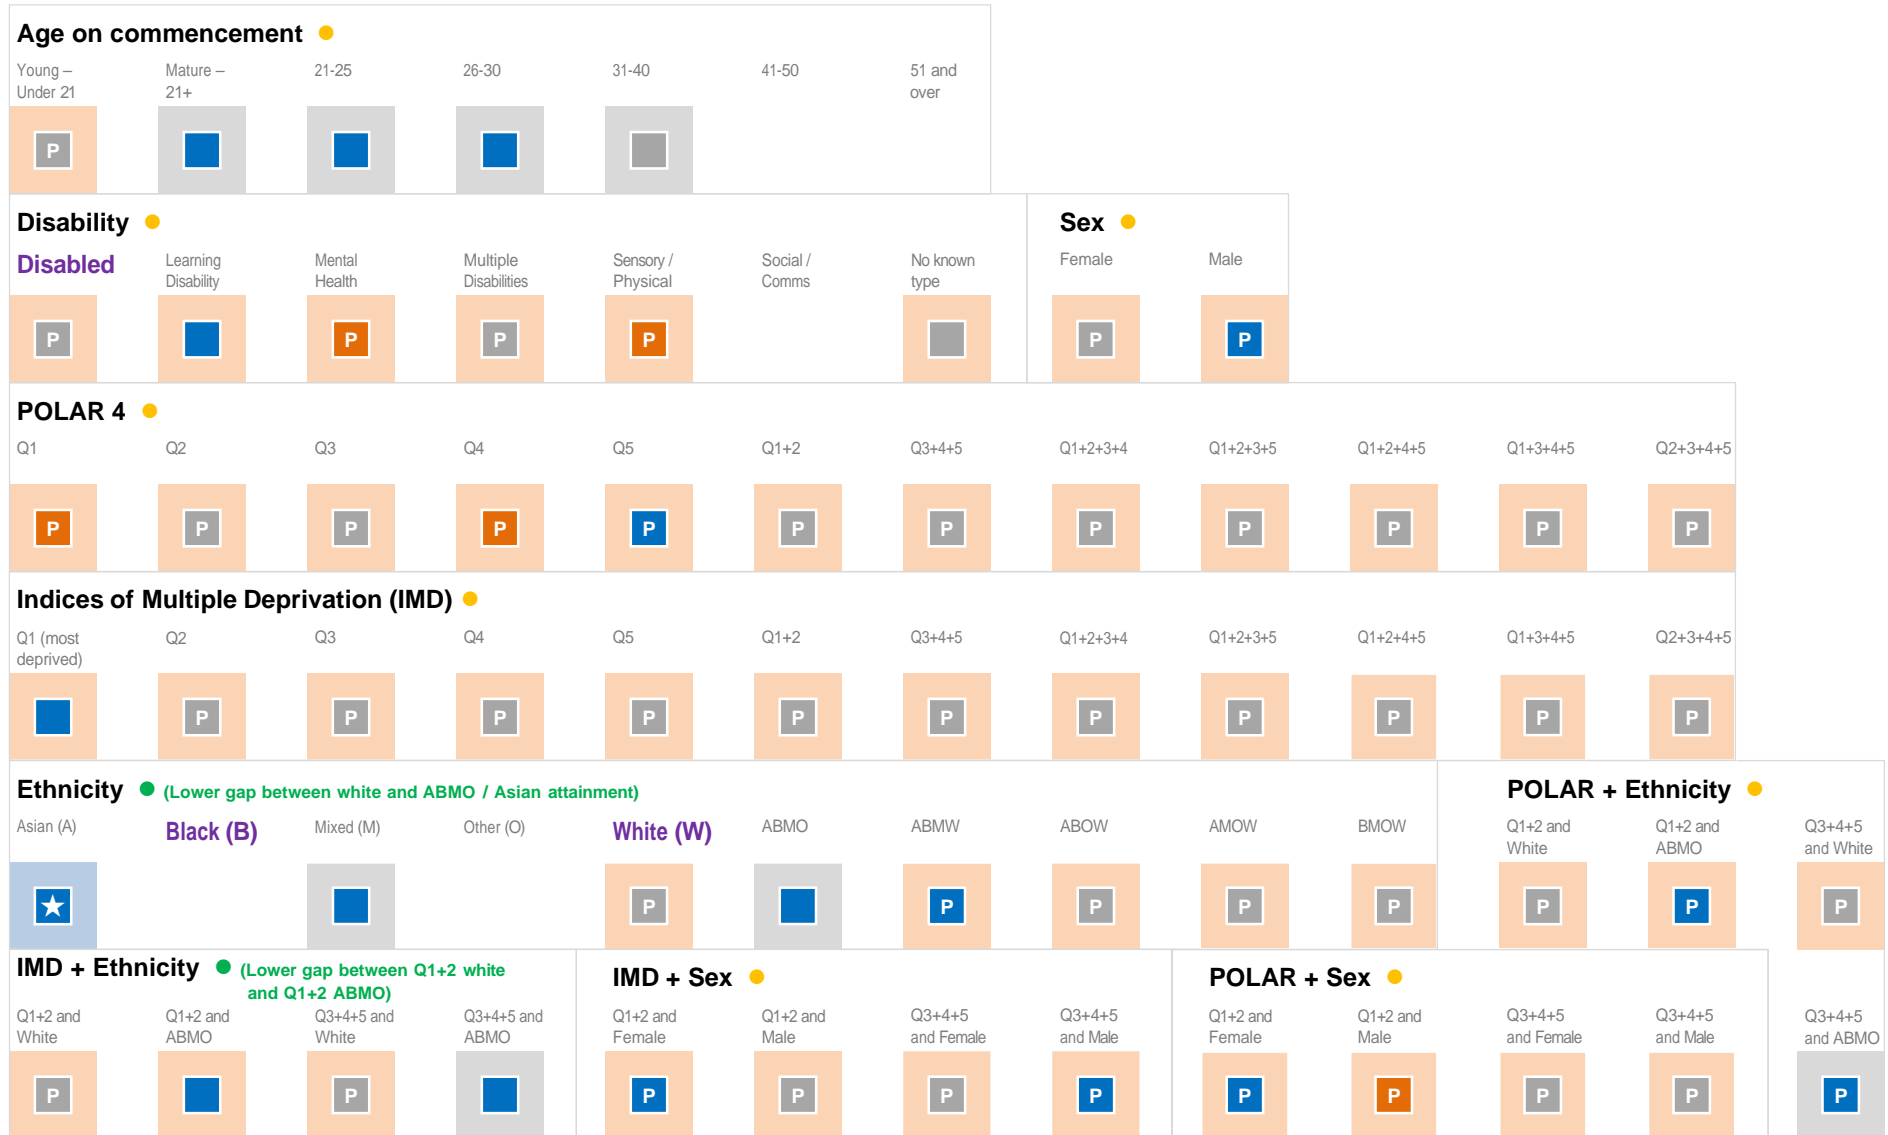 Age on commencement
Young – Mature – 21-25 26-30 31-40 41-50 51 and
Under 21 21+ over
P
Disability Sex
Disabled Learning Mental Multiple Sensory / Social / No known Female Male
Disability Health Disabilities Physical Comms type
P P P P P P
POLAR 4
Q1 Q2 Q3 Q4 Q5 Q1+2 Q3+4+5 Q1+2+3+4 Q1+2+3+5 Q1+2+4+5 Q1+3+4+5 Q2+3+4+5
P P P P P P P P P P P P
Indices of Multiple Deprivation (IMD)
Q1 (most Q2 Q3 Q4 Q5 Q1+2 Q3+4+5 Q1+2+3+4 Q1+2+3+5 Q1+2+4+5 Q1+3+4+5 Q2+3+4+5
deprived)
P P P P P P P P P P P
Ethnicity (Lower gap between white and ABMO / Asian attainment) POLAR + Ethnicity
Asian (A) Black (B) Mixed (M) Other (O) White (W) ABMO ABMW ABOW AMOW BMOW Q1+2 and Q1+2 and Q3+4+5
White ABMO and White
P P P P P P P P
IMD + Ethnicity (Lower gap between Q1+2 white IMD + Sex POLAR + Sex
and Q1+2 ABMO)
Q1+2 and Q1+2 and Q3+4+5 and Q3+4+5 and Q1+2 and Q1+2 and Q3+4+5 Q3+4+5 Q1+2 and Q1+2 and Q3+4+5 Q3+4+5 Q3+4+5
White ABMO White ABMO Female Male and Female and Male Female Male and Female and Male and ABMO
P P P P P P P P P P P